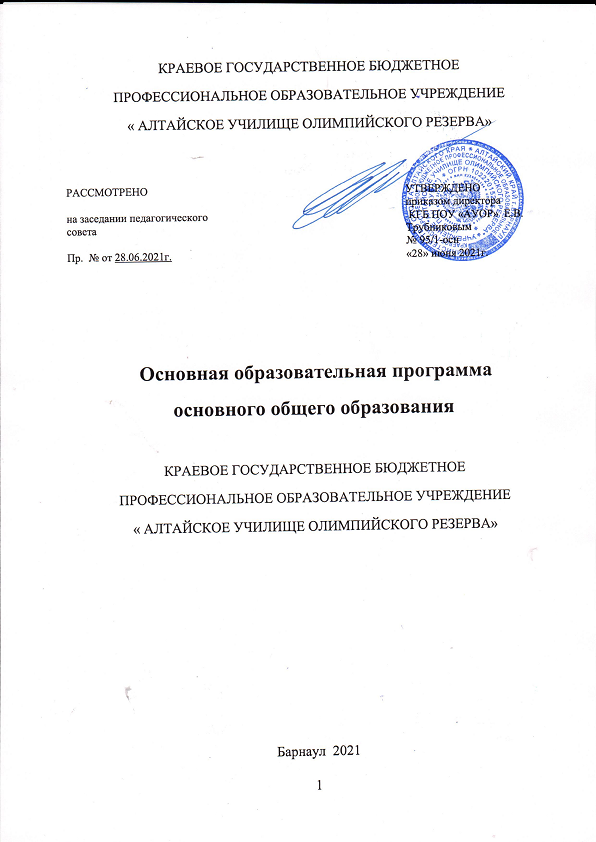 КРАЕВОЕ ГОСУДАРСТВЕННОЕ БЮДЖЕТНОЕ
ПРОФЕССИОНАЛЬНОЕ ОБРАЗОВАТЕЛЬНОЕ УЧРЕЖДЕНИЕ
« АЛТАЙСКОЕ УЧИЛИЩЕ ОЛИМПИЙСКОГО РЕЗЕРВА»
РАССМОТРЕНО
на заседании педагогического
совета
Пр. № от 28.06.2021г.
УТВЕРЖДЕНО
приказом директора
КГБ ПОУ «АУОР» Е.В.
Трубниковым
№ 95/1-осн
«28» июня 2021г.
Основная образовательная программа
основного общего образования
КРАЕВОЕ ГОСУДАРСТВЕННОЕ БЮДЖЕТНОЕ
ПРОФЕССИОНАЛЬНОЕ ОБРАЗОВАТЕЛЬНОЕ УЧРЕЖДЕНИЕ
« АЛТАЙСКОЕ УЧИЛИЩЕ ОЛИМПИЙСКОГО РЕЗЕРВА»
Барнаул 2021
1